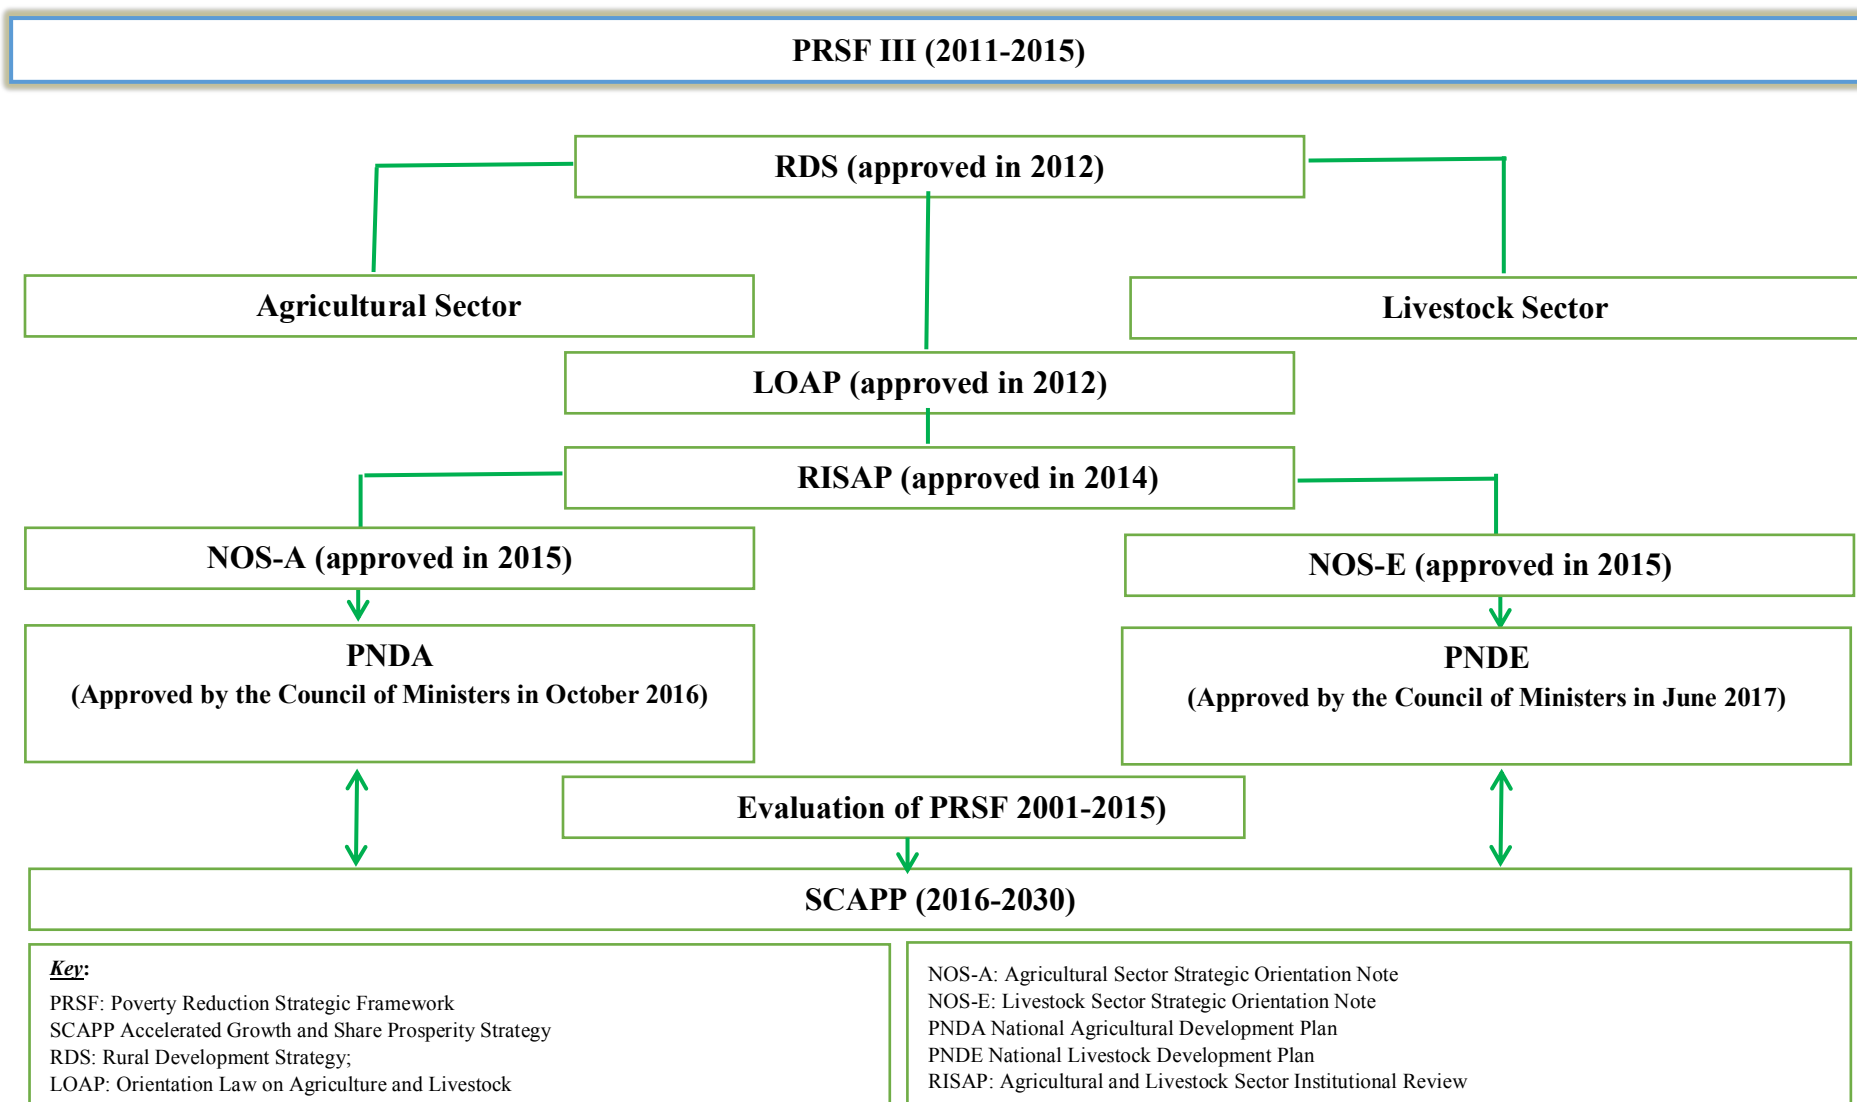 PRSF III (2011-2015)
RDS (approved in 2012)
Agricultural Sector
Livestock Sector
LOAP (approved in 2012)
RISAP (approved in 2014)
NOS-A (approved in 2015)
NOS-E (approved in 2015)
PNDA
(Approved by the Council of Ministers in October 2016)
PNDE
(Approved by the Council of Ministers in June 2017)
Evaluation of PRSF 2001-2015)
SCAPP (2016-2030)
Key:
PRSF: Poverty Reduction Strategic Framework
SCAPP Accelerated Growth and Share Prosperity Strategy
RDS: Rural Development Strategy;
LOAP: Orientation Law on Agriculture and Livestock
NOS-A: Agricultural Sector Strategic Orientation Note
NOS-E: Livestock Sector Strategic Orientation Note
PNDA National Agricultural Development Plan
PNDE National Livestock Development Plan
RISAP: Agricultural and Livestock Sector Institutional Review